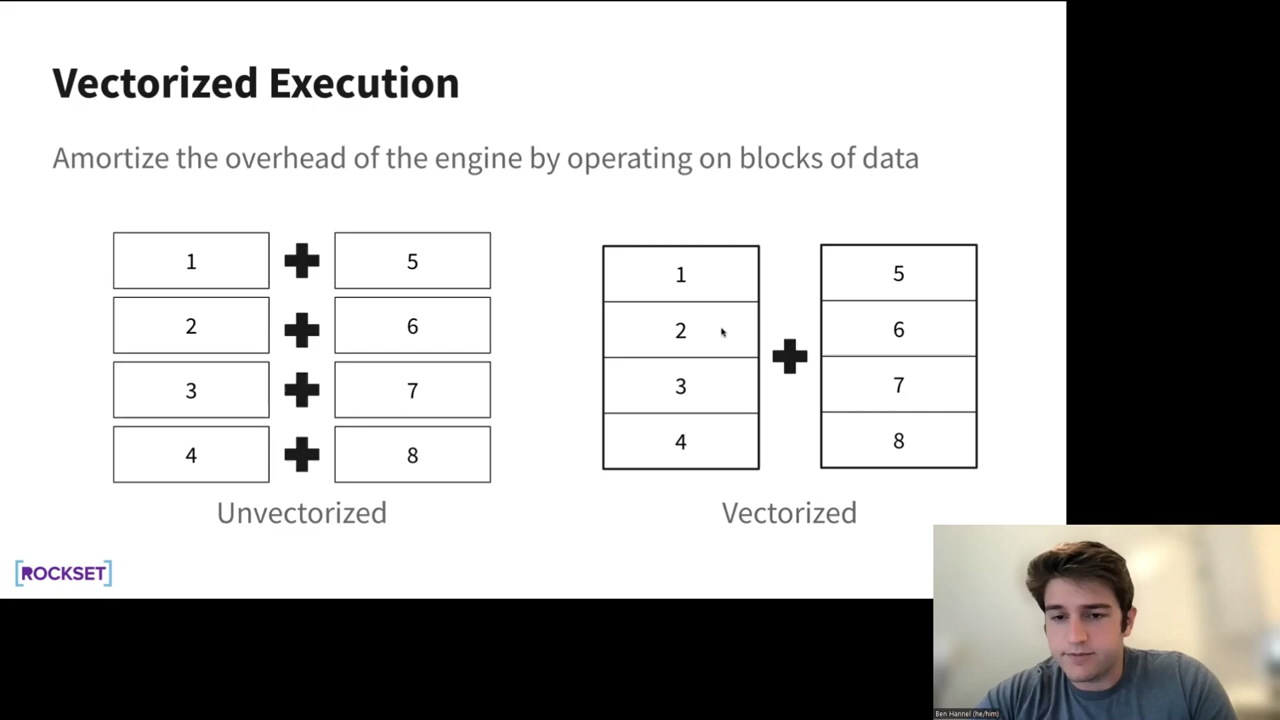 Vectorized Execution
Amortize the overhead of the engine by operating on blocks of data
1 5
2 6
3 7
4 8
Unvectorized
1 5
2 6
3 7
4 8
Vectorized
[ROCKSET]
Ben Hannel (he/him)